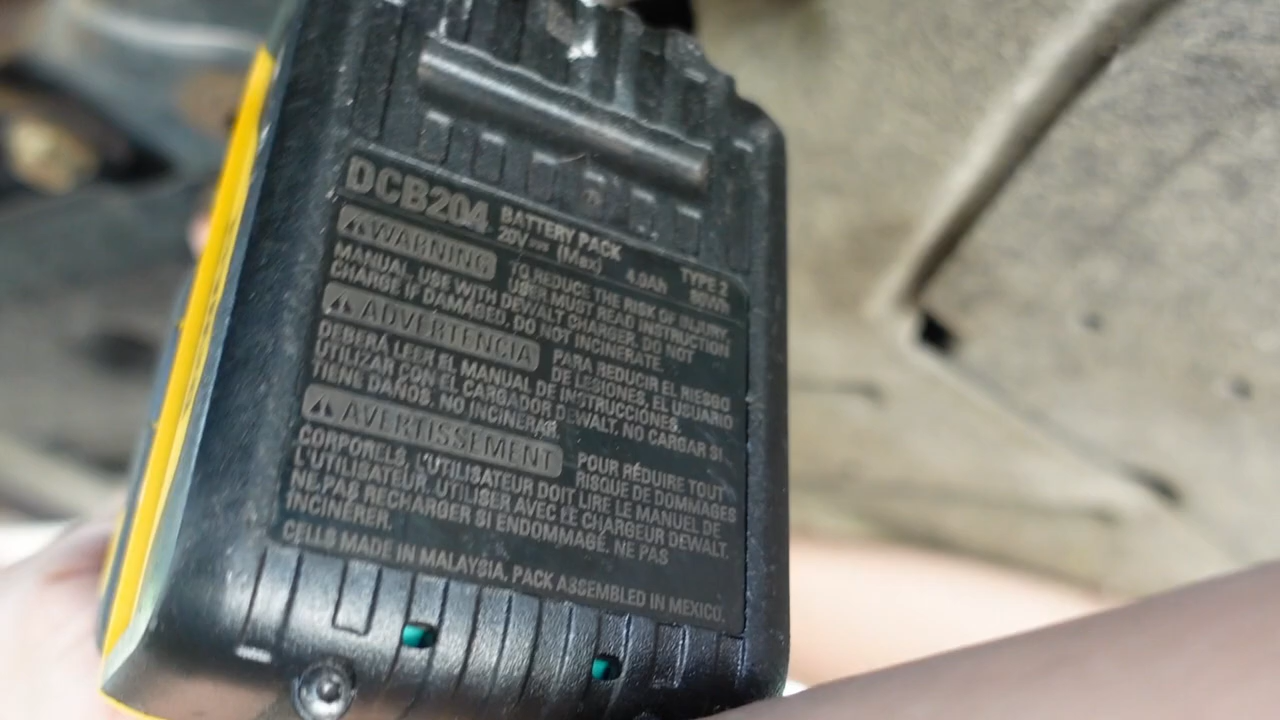 DCB204 BATTERY PACK TYPE 2
20V⎓ (Max) 4.0Ah 80Wh
⚠WARNING TO REDUCE THE RISK OF INJURY,
USER MUST READ INSTRUCTION
MANUAL. USE WITH DEWALT CHARGER. DO NOT
CHARGE IF DAMAGED, DO NOT INCINERATE.
⚠ADVERTENCIA PARA REDUCIR EL RIESGO
DE LESIONES, EL USUARIO
DEBERÁ LEER EL MANUAL DE INSTRUCCIONES.
UTILIZAR CON EL CARGADOR DEWALT. NO CARGAR SI
TIENE DAÑOS. NO INCINERAR.
⚠AVERTISSEMENT POUR RÉDUIRE TOUT
RISQUE DE DOMMAGES
CORPORELS, L'UTILISATEUR DOIT LIRE LE MANUEL DE
L'UTILISATEUR. UTILISER AVEC LE CHARGEUR DEWALT.
NE PAS RECHARGER SI ENDOMMAGÉ. NE PAS
INCINÉRER.
CELLS MADE IN MALAYSIA, PACK ASSEMBLED IN MEXICO.